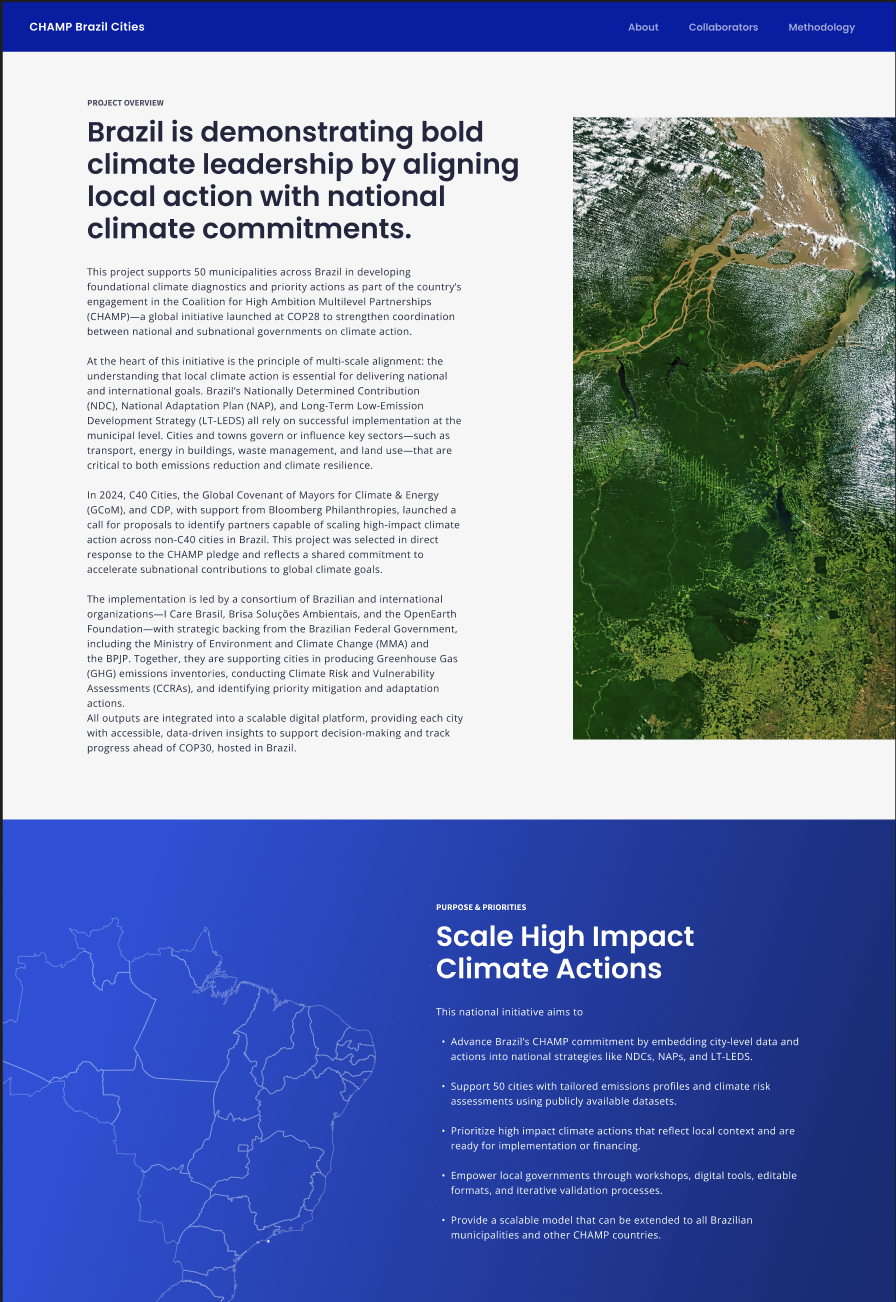 CHAMP Brazil Cities
About
Collaborators
Methodology
PROJECT OVERVIEW
Brazil is demonstrating bold
climate leadership by aligning
local action with national
climate commitments.
This project supports 50 municipalities across Brazil in developing
foundational climate diagnostics and priority actions as part of the country's
engagement in the Coalition for High Ambition Multilevel Partnerships
(CHAMP)—a global initiative launched at COP28 to strengthen coordination
between national and subnational governments on climate action.
At the heart of this initiative is the principle of multi-scale alignment: the
understanding that local climate action is essential for delivering national
and international goals. Brazil's Nationally Determined Contribution
(NDC), National Adaptation Plan (NAP), and Long-Term Low-Emission
Development Strategy (LT-LEDS) all rely on successful implementation at the
municipal level. Cities and towns govern or influence key sectors—such as
transport, energy in buildings, waste management, and land use—that are
critical to both emissions reduction and climate resilience.
In 2024, C40 Cities, the Global Covenant of Mayors for Climate & Energy
(GCoM), and CDP, with support from Bloomberg Philanthropies, launched a
call for proposals to identify partners capable of scaling high-impact climate
action across non-C40 cities in Brazil. This project was selected in direct
response to the CHAMP pledge and reflects a shared commitment to
accelerate subnational contributions to global climate goals.
The implementation is led by a consortium of Brazilian and international
organizations—I Care Brasil, Brisa Soluções Ambientais, and the OpenEarth
Foundation—with strategic backing from the Brazilian Federal Government,
including the Ministry of Environment and Climate Change (MMA) and
the BPJP. Together, they are supporting cities in producing Greenhouse Gas
(GHG) emissions inventories, conducting Climate Risk and Vulnerability
Assessments (CCRAs), and identifying priority mitigation and adaptation
actions.
All outputs are integrated into a scalable digital platform, providing each city
with accessible, data-driven insights to support decision-making and track
progress ahead of COP30, hosted in Brazil.
PURPOSE & PRIORITIES
Scale High Impact
Climate Actions
This national initiative aims to
• Advance Brazil's CHAMP commitment by embedding city-level data and
actions into national strategies like NDCs, NAPs, and LT-LEDS.
• Support 50 cities with tailored emissions profiles and climate risk
assessments using publicly available datasets.
• Prioritize high impact climate actions that reflect local context and are
ready for implementation or financing.
• Empower local governments through workshops, digital tools, editable
formats, and iterative validation processes.
• Provide a scalable model that can be extended to all Brazilian
municipalities and other CHAMP countries.